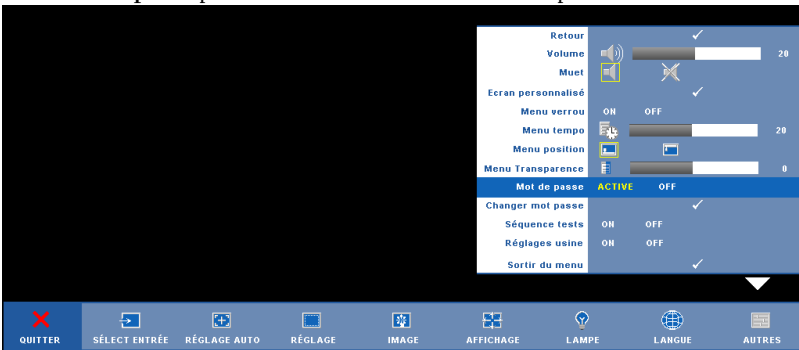 Retour
Volume 20
Muet
Ecran personnalisé
Menu verrou ON OFF
Menu tempo 20
Menu position
Menu Transparence 0
Mot de passe ACTIVE OFF
Changer mot passe
Séquence tests ON OFF
Réglages usine ON OFF
Sortir du menu
QUITTER SÉLECT ENTRÉE RÉGLAGE AUTO RÉGLAGE IMAGE AFFICHAGE LAMPE LANGUE AUTRES